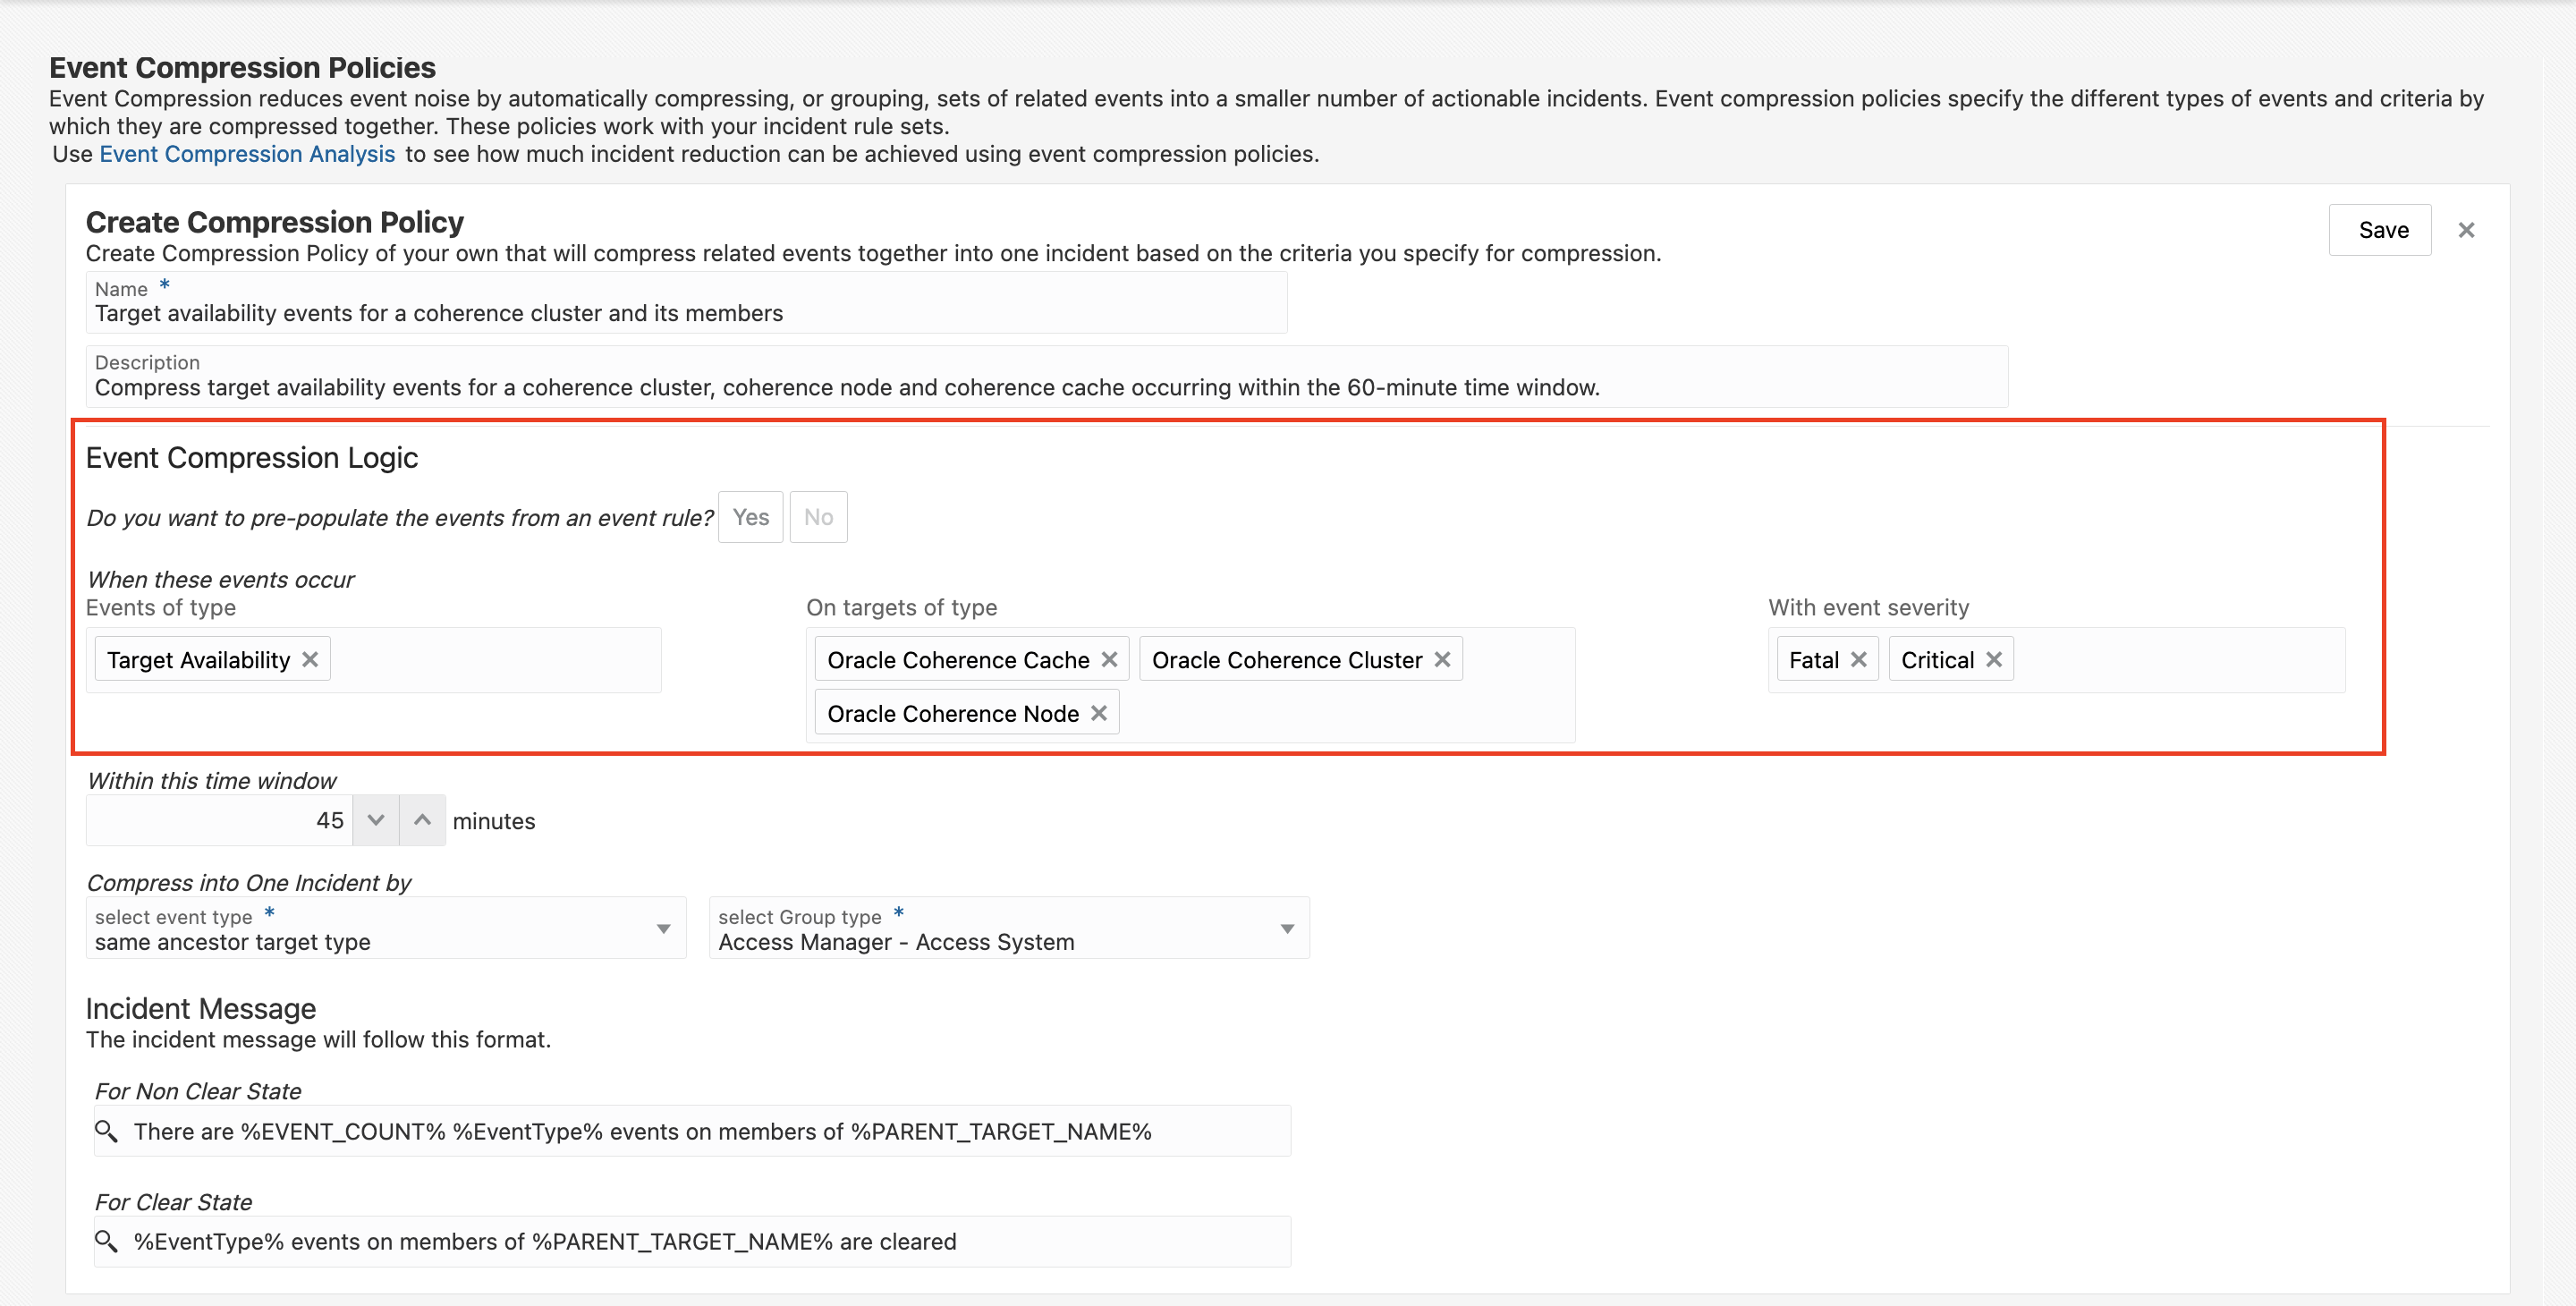 Event Compression Policies
Event Compression reduces event noise by automatically compressing, or grouping, sets of related events into a smaller number of actionable incidents. Event compression policies specify the different types of events and criteria by
which they are compressed together. These policies work with your incident rule sets.
Use Event Compression Analysis to see how much incident reduction can be achieved using event compression policies.
Create Compression Policy
Save
Create Compression Policy of your own that will compress related events together into one incident based on the criteria you specify for compression.
Name *
Target availability events for a coherence cluster and its members
Description
Compress target availability events for a coherence cluster, coherence node and coherence cache occurring within the 60-minute time window.
Event Compression Logic
Do you want to pre-populate the events from an event rule? Yes No
When these events occur
Events of type On targets of type With event severity
Target Availability Oracle Coherence Cache Oracle Coherence Cluster Fatal Critical
Oracle Coherence Node
Within this time window
45 minutes
Compress into One Incident by
select event type * select Group type *
same ancestor target type Access Manager - Access System
Incident Message
The incident message will follow this format.
For Non Clear State
There are %EVENT_COUNT% %EventType% events on members of %PARENT_TARGET_NAME%
For Clear State
%EventType% events on members of %PARENT_TARGET_NAME% are cleared